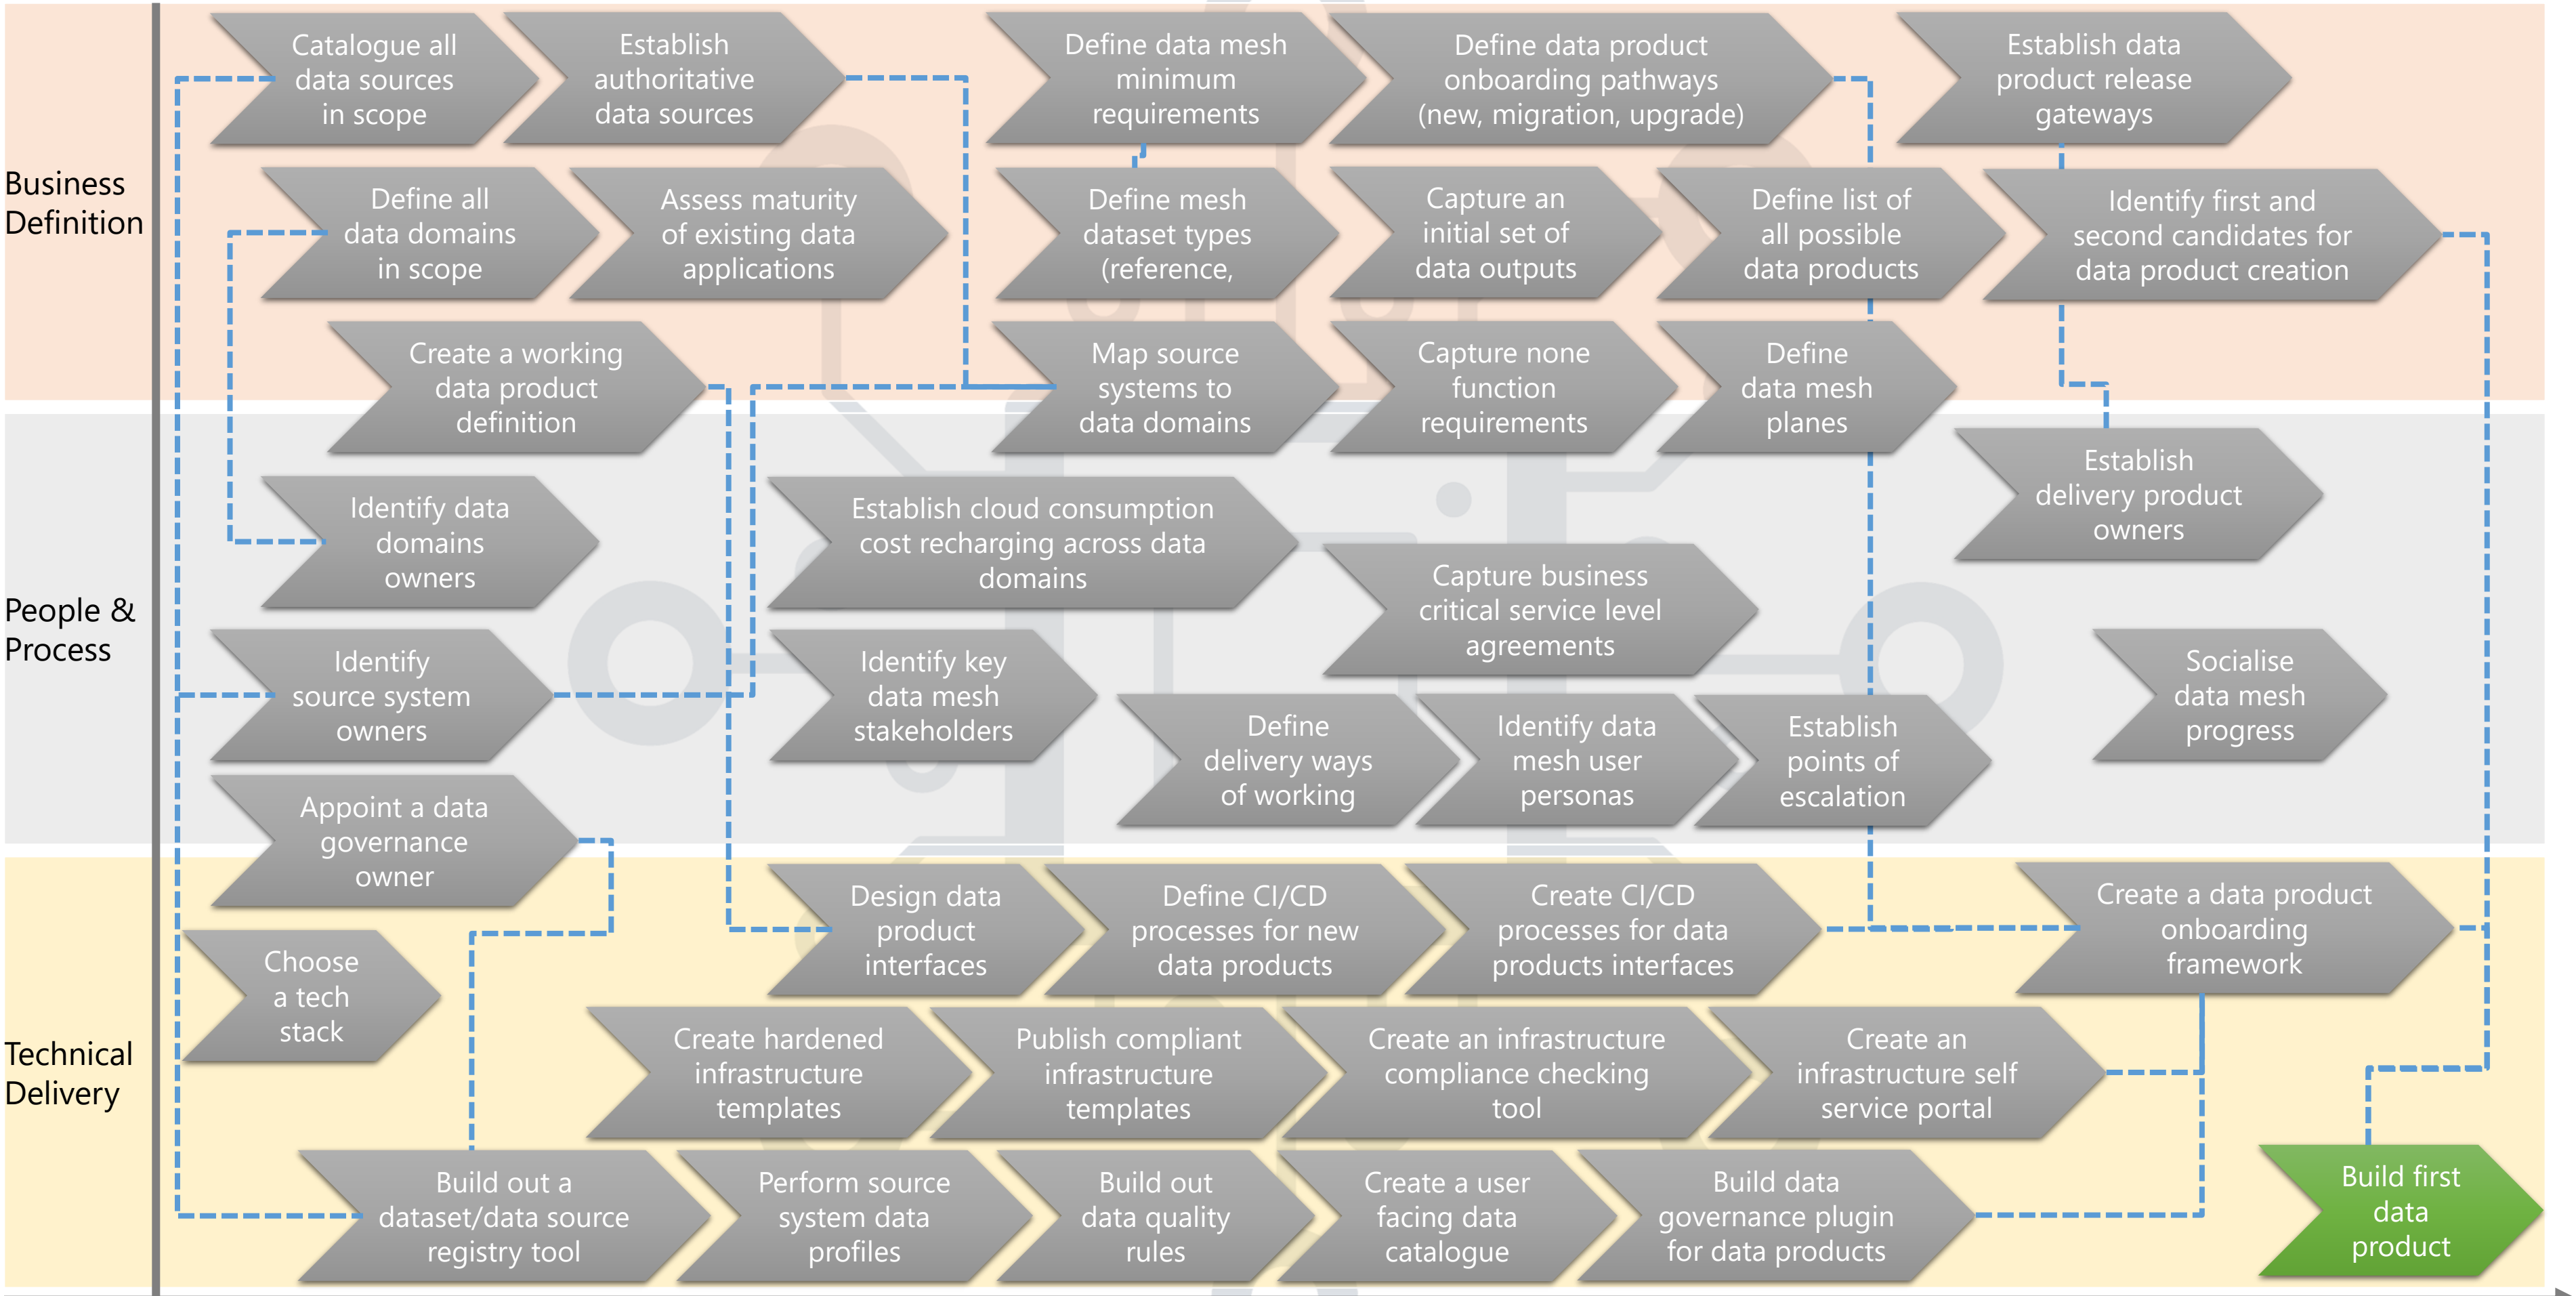 Business
Definition
Catalogue all
data sources
in scope
Establish
authoritative
data sources
Define data mesh
minimum
requirements
Define data product
onboarding pathways
(new, migration, upgrade)
Establish data
product release
gateways
Define all
data domains
in scope
Assess maturity
of existing data
applications
Define mesh
dataset types
(reference,
Capture an
initial set of
data outputs
Define list of
all possible
data products
Identify first and
second candidates for
data product creation
Create a working
data product
definition
Map source
systems to
data domains
Capture none
function
requirements
Define
data mesh
planes
People &
Process
Establish
delivery product
owners
Identify data
domains
owners
Establish cloud consumption
cost recharging across data
domains
Capture business
critical service level
agreements
Identify
source system
owners
Identify key
data mesh
stakeholders
Socialise
data mesh
progress
Define
delivery ways
of working
Identify data
mesh user
personas
Establish
points of
escalation
Appoint a data
governance
owner
Technical
Delivery
Design data
product
interfaces
Define CI/CD
processes for new
data products
Create CI/CD
processes for data
products interfaces
Create a data product
onboarding
framework
Choose
a tech
stack
Create hardened
infrastructure
templates
Publish compliant
infrastructure
templates
Create an infrastructure
compliance checking
tool
Create an
infrastructure self
service portal
Build out a
dataset/data source
registry tool
Perform source
system data
profiles
Build out
data quality
rules
Create a user
facing data
catalogue
Build data
governance plugin
for data products
Build first
data
product